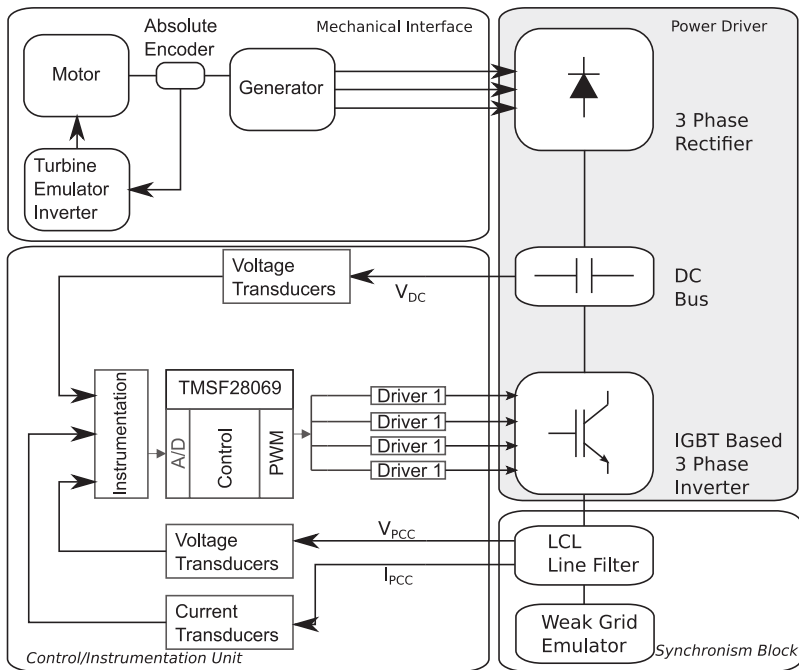 Absolute
Encoder
Mechanical Interface
Power Driver
Motor
Generator
3 Phase
Rectifier
Turbine
Emulator
Inverter
Voltage
Transducers
VDC
DC
Bus
Instrumentation
TMSF28069
A/D
Control
PWM
Driver 1
Driver 1
Driver 1
Driver 1
IGBT Based
3 Phase
Inverter
Voltage
Transducers
VPCC
IPCC
LCL
Line Filter
Current
Transducers
Weak Grid
Emulator
Control/Instrumentation Unit
Synchronism Block